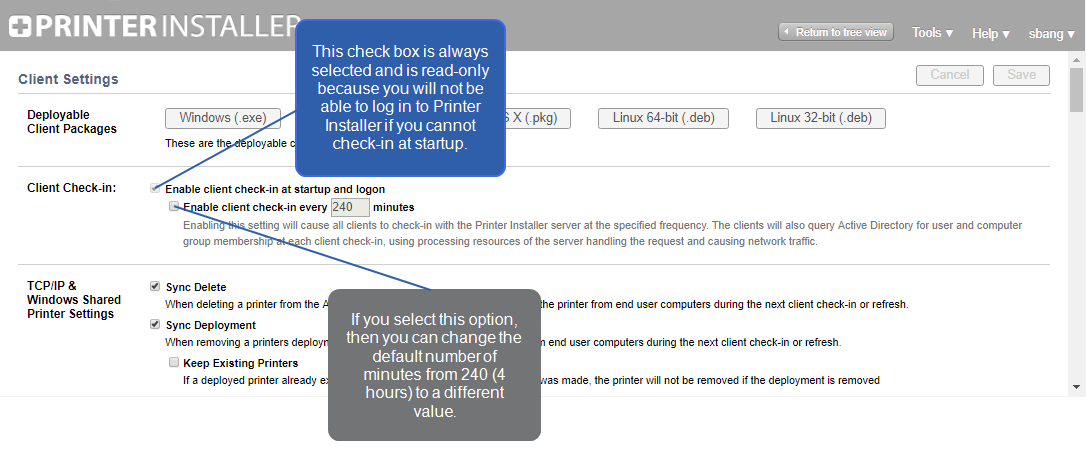 PRINTER INSTALLER
Return to tree view
Tools ▾
Help ▾
sbang ▾
This check box is always
selected and is read-only
because you will not be
able to log in to Printer
Installer if you cannot
check-in at startup.
Client Settings
Cancel
Save
Deployable
Client Packages
Windows (.exe)
S X (.pkg)
Linux 64-bit (.deb)
Linux 32-bit (.deb)
These are the deployable c
Client Check-in:
Enable client check-in at startup and logon
Enable client check-in every 240 minutes
Enabling this setting will cause all clients to check-in with the Printer Installer server at the specified frequency. The clients will also query Active Directory for user and computer
group membership at each client check-in, using processing resources of the server handling the request and causing network traffic.
TCP/IP &
Windows Shared
Printer Settings
Sync Delete
When deleting a printer from the A the printer from end user computers during the next client check-in or refresh.
Sync Deployment
When removing a printers deploym end user computers during the next client check-in or refresh.
Keep Existing Printers
If a deployed printer already ex was made, the printer will not be removed if the deployment is removed
If you select this option,
then you can change the
default number of
minutes from 240 (4
hours) to a different
value.